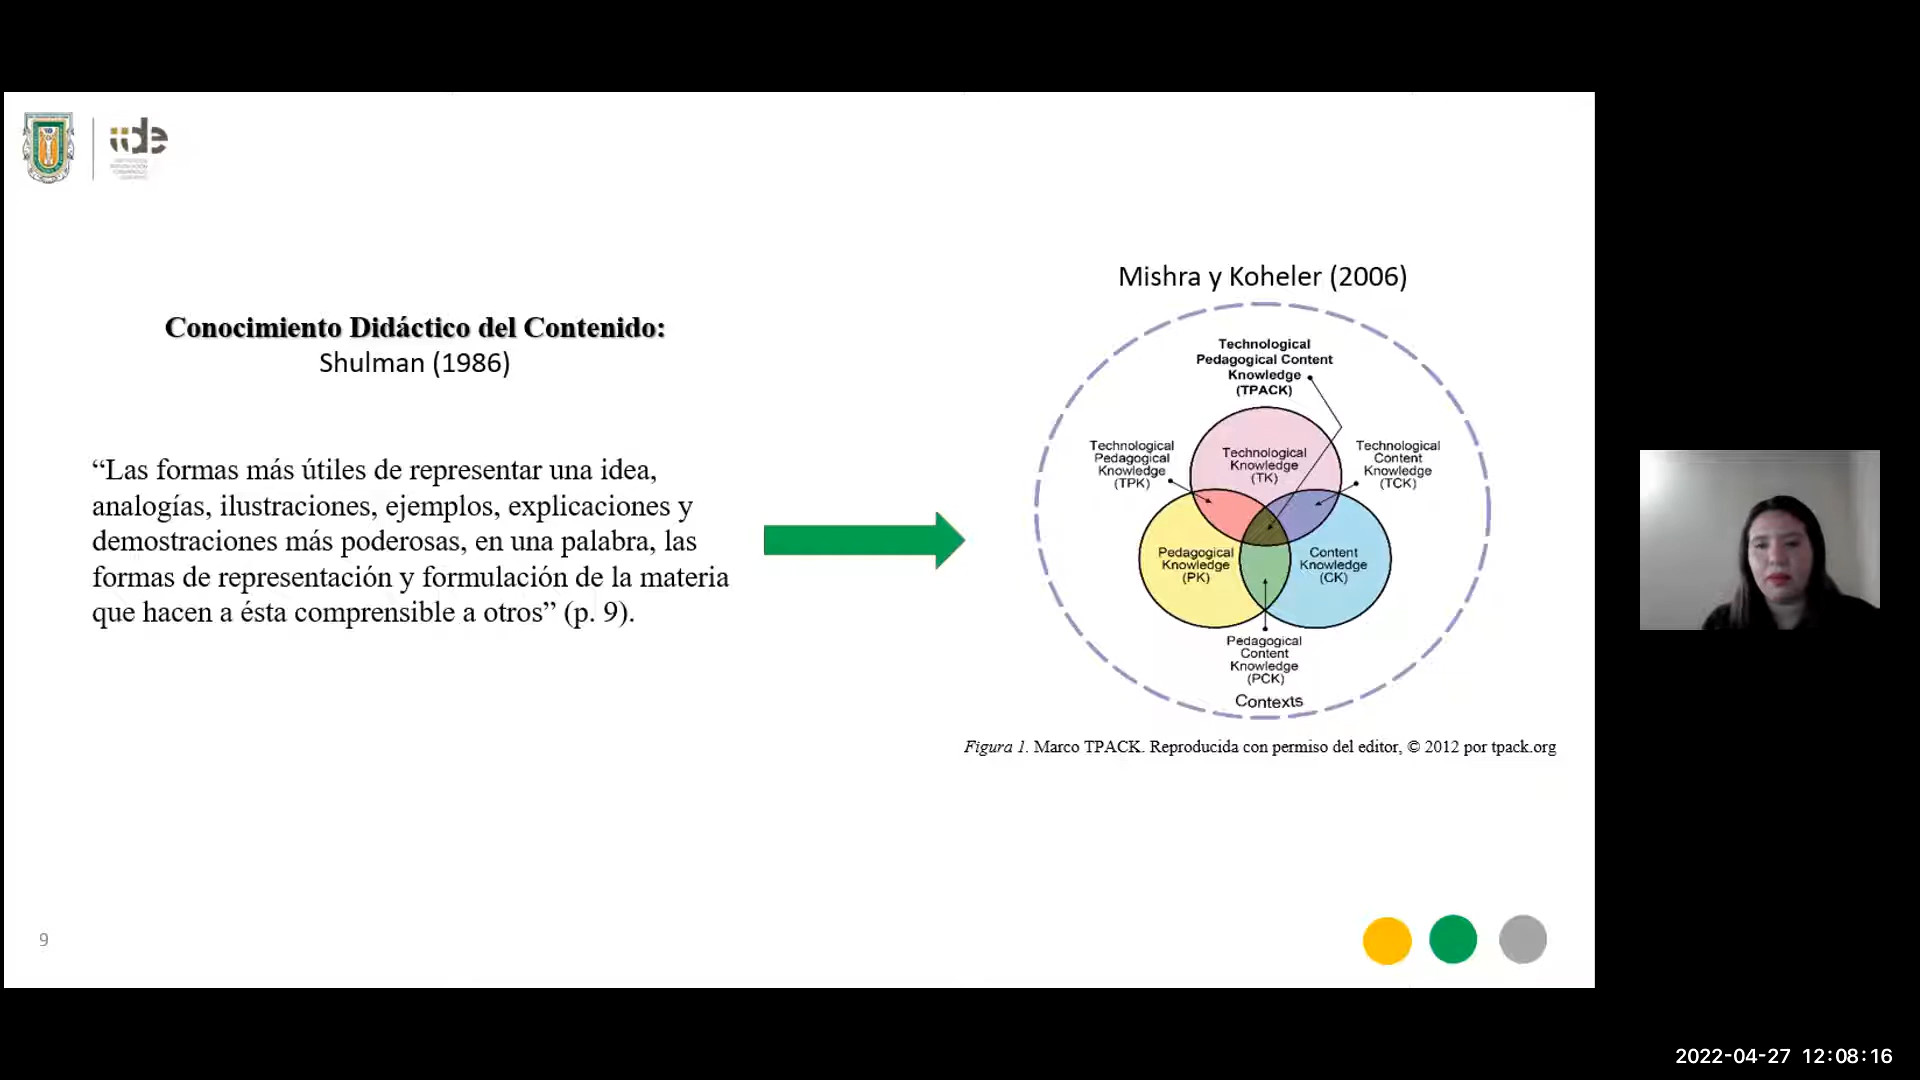 iide
Conocimiento Didáctico del Contenido:
Shulman (1986)
“Las formas más útiles de representar una idea,
analogías, ilustraciones, ejemplos, explicaciones y
demostraciones más poderosas, en una palabra, las
formas de representación y formulación de la materia
que hacen a ésta comprensible a otros” (p. 9).
Mishra y Koheler (2006)
Technological
Pedagogical Content
Knowledge
(TPACK)
Technological
Pedagogical
Knowledge
(TPK)
Technological
Knowledge
(TK)
Technological
Content
Knowledge
(TCK)
Pedagogical
Knowledge
(PK)
Content
Knowledge
(CK)
Pedagogical
Content
Knowledge
(PCK)
Contexts
Figura 1. Marco TPACK. Reproducida con permiso del editor, © 2012 por tpack.org
9
2022-04-27 12:08:16